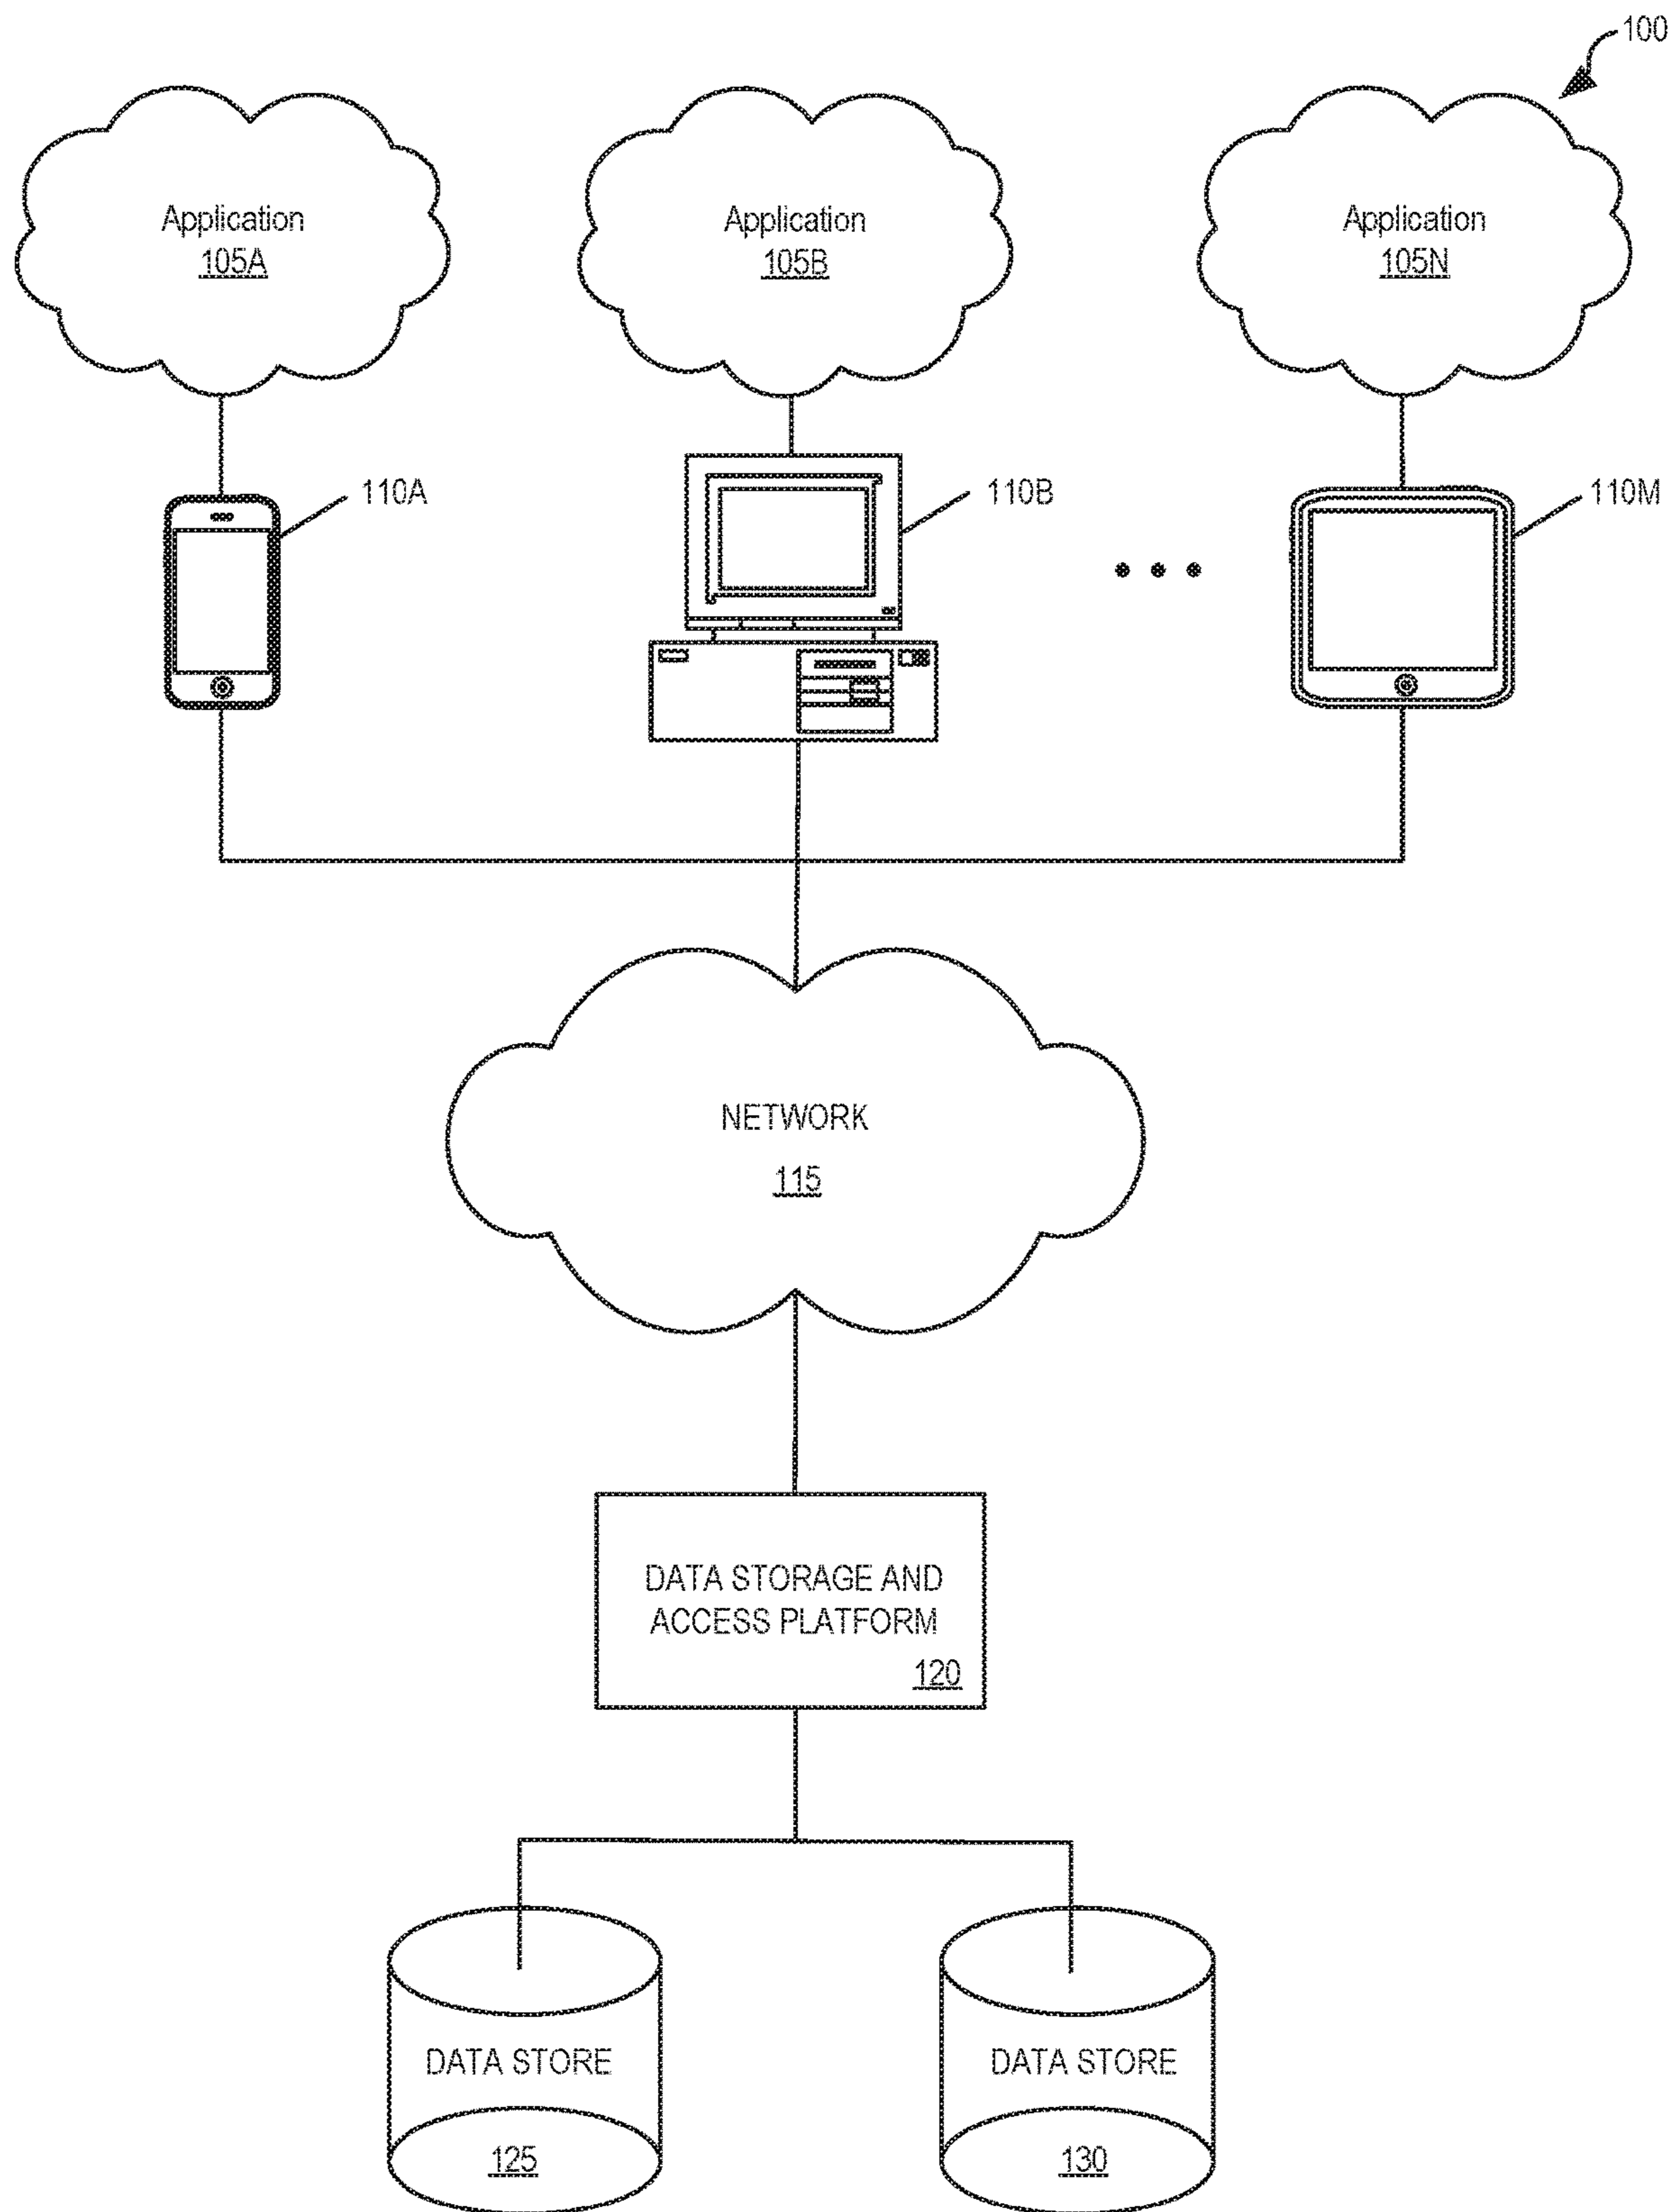 100
Application
105A
Application
105B
Application
105N
110A
110B
110M
NETWORK
115
DATA STORAGE AND
ACCESS PLATFORM
120
DATA STORE
125
DATA STORE
130